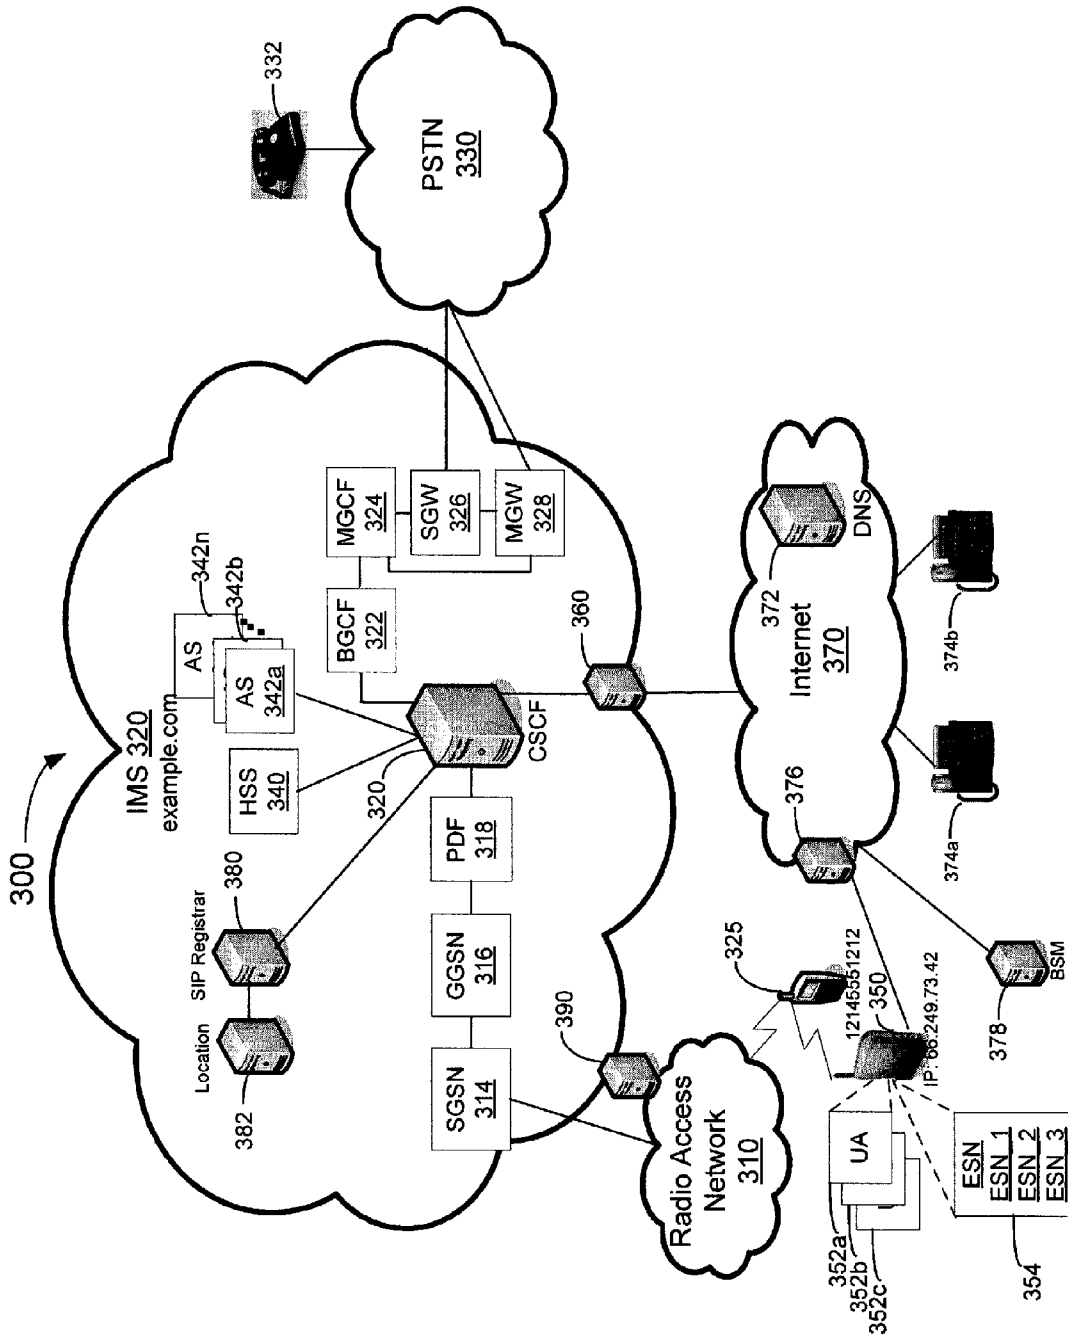 300
IMS 320
example.com
SIP Registrar
380
Location
382
HSS
340
AS
342n
342b
AS
342a
320
CSCF
PDF
318
GGSN
316
SGSN
314
BGCF
322
MGCF
324
SGW
326
MGW
328
PSTN
330
332
360
390
Radio Access
Network
310
325
12145551212
350
IP: 66.249.73.42
UA
352a
352b
352c
ESN
ESN_1
ESN_2
ESN_3
354
376
378
BSM
Internet
370
372
DNS
374a
374b